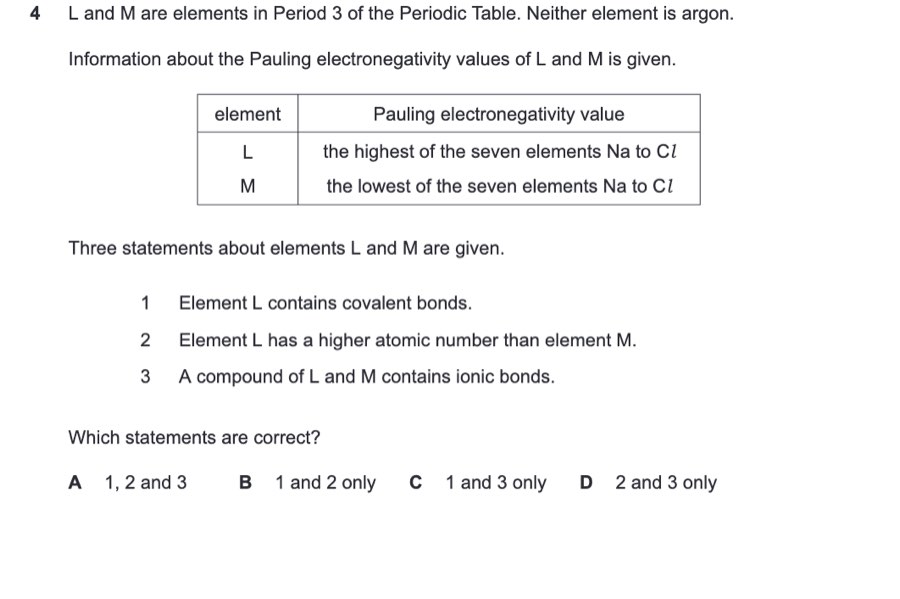 4 L and M are elements in Period 3 of the Periodic Table. Neither element is argon.
Information about the Pauling electronegativity values of L and M is given.
element Pauling electronegativity value
L the highest of the seven elements Na to Cl
M the lowest of the seven elements Na to Cl
Three statements about elements L and M are given.
1 Element L contains covalent bonds.
2 Element L has a higher atomic number than element M.
3 A compound of L and M contains ionic bonds.
Which statements are correct?
A 1, 2 and 3 B 1 and 2 only C 1 and 3 only D 2 and 3 only